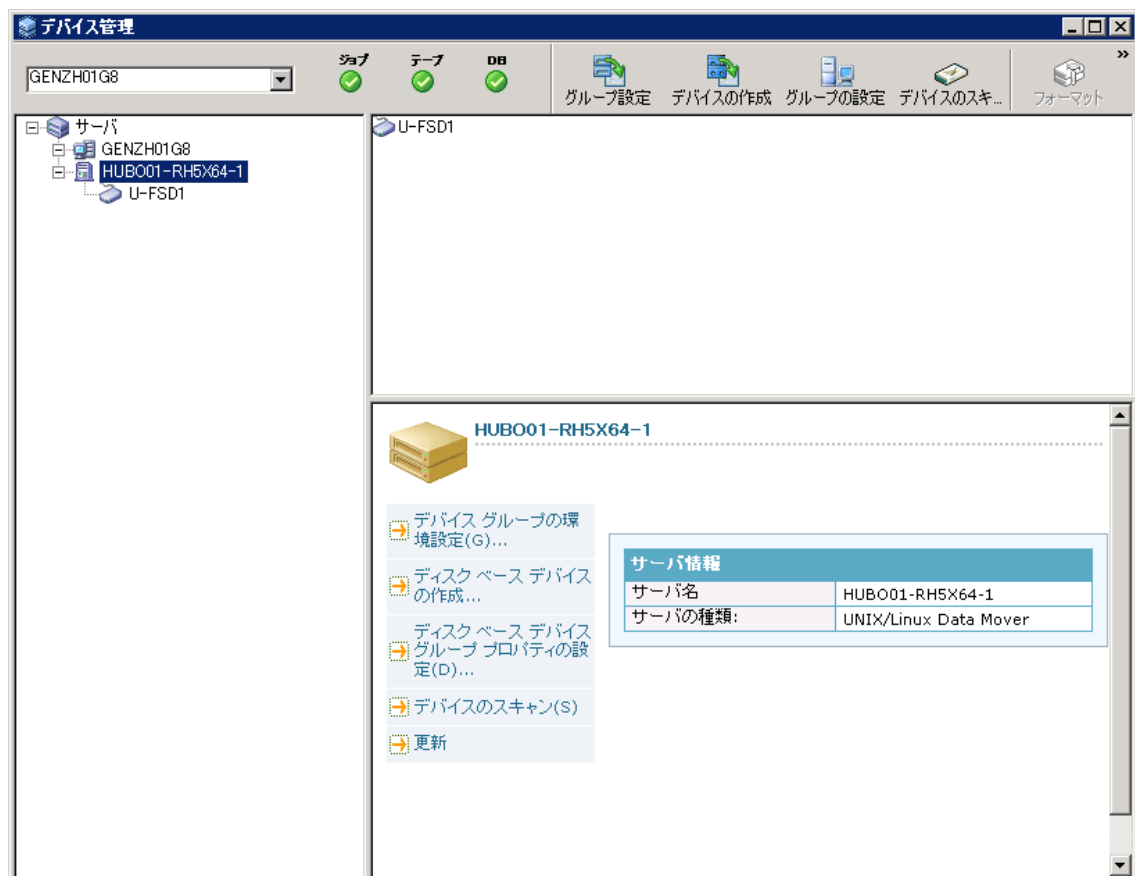 デバイス管理
GENZH01G8
ジョブ
テープ
DB
グループ設定
デバイスの作成
グループの設定
デバイスのスキ...
フォーマット
»
サーバ
GENZH01G8
HUBO01-RH5X64-1
U-FSD1
U-FSD1
HUBO01-RH5X64-1
デバイス グループの環
境設定(G)...
ディスク ベース デバイス
の作成...
ディスク ベース デバイス
グループ プロパティの設
定(D)...
デバイスのスキャン(S)
更新
サーバ情報
サーバ名
HUBO01-RH5X64-1
サーバの種類:
UNIX/Linux Data Mover